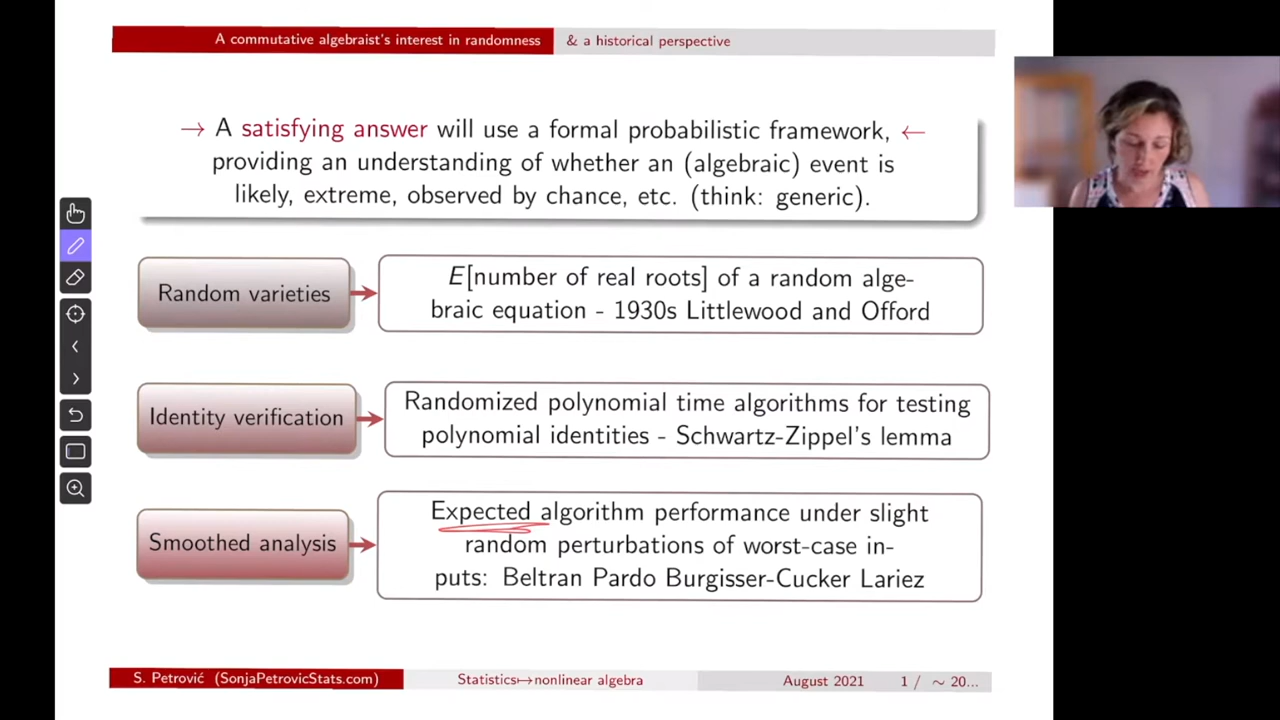 A commutative algebraist's interest in randomness & a historical perspective
→ A satisfying answer will use a formal probabilistic framework, ←
providing an understanding of whether an (algebraic) event is
likely, extreme, observed by chance, etc. (think: generic).
Random varieties
E[number of real roots] of a random alge-
braic equation - 1930s Littlewood and Offord
Identity verification
Randomized polynomial time algorithms for testing
polynomial identities - Schwartz-Zippel's lemma
Smoothed analysis
Expected algorithm performance under slight
random perturbations of worst-case in-
puts: Beltran Pardo Burgisser-Cucker Lariez
S. Petrović (SonjaPetrovicStats.com) Statistics↦nonlinear algebra August 2021 1 / ∼ 20...